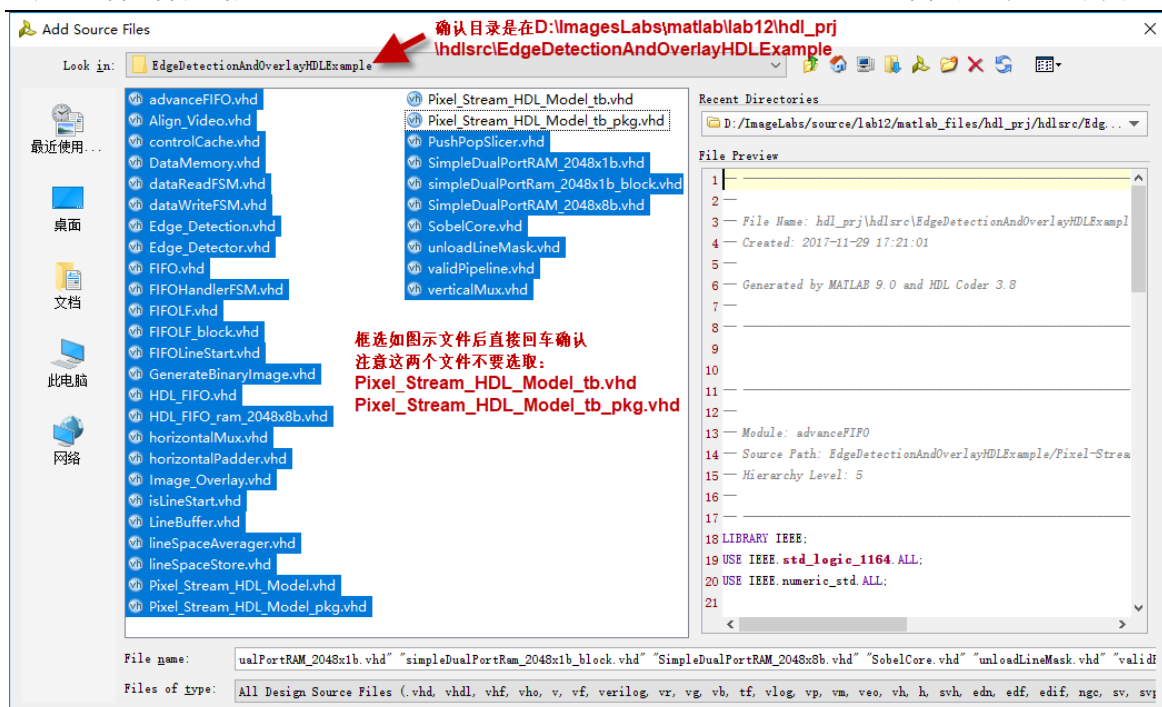 Add Source Files
确认目录是在D:\ImagesLabs\matlab\lab12\hdl_prj
\hdlsrc\EdgeDetectionAndOverlayHDLExample
Look in:
EdgeDetectionAndOverlayHDLExample
最近使用...
桌面
文档
此电脑
网络
advanceFIFO.vhd
Align_Video.vhd
controlCache.vhd
DataMemory.vhd
dataReadFSM.vhd
dataWriteFSM.vhd
Edge_Detection.vhd
Edge_Detector.vhd
FIFO.vhd
FIFOHandlerFSM.vhd
FIFOLF.vhd
FIFOLF_block.vhd
FIFOLineStart.vhd
GenerateBinaryImage.vhd
HDL_FIFO.vhd
HDL_FIFO_ram_2048x8b.vhd
horizontalMux.vhd
horizontalPadder.vhd
Image_Overlay.vhd
isLineStart.vhd
LineBuffer.vhd
lineSpaceAverager.vhd
lineSpaceStore.vhd
Pixel_Stream_HDL_Model.vhd
Pixel_Stream_HDL_Model_pkg.vhd
Pixel_Stream_HDL_Model_tb.vhd
Pixel_Stream_HDL_Model_tb_pkg.vhd
PushPopSlicer.vhd
SimpleDualPortRAM_2048x1b.vhd
simpleDualPortRam_2048x1b_block.vhd
SimpleDualPortRAM_2048x8b.vhd
SobelCore.vhd
unloadLineMask.vhd
validPipeline.vhd
verticalMux.vhd
框选如图示文件后直接回车确认
注意这两个文件不要选取：
Pixel_Stream_HDL_Model_tb.vhd
Pixel_Stream_HDL_Model_tb_pkg.vhd
Recent Directories
D:/ImageLabs/source/lab12/matlab_files/hdl_prj/hdlsrc/Edg...
File Preview
1 -- ----
2 --
3 -- File Name: hdl_prj\hdlsrc\EdgeDetectionAndOverlayHDLExampl
4 -- Created: 2017-11-29 17:21:01
5 --
6 -- Generated by MATLAB 9.0 and HDL Coder 3.8
7 --
8 -- ----
9
10
11 -- ----
12 --
13 -- Module: advanceFIFO
14 -- Source Path: EdgeDetectionAndOverlayHDLExample/Pixel-Strea
15 -- Hierarchy Level: 5
16 --
17 -- ----
18 LIBRARY IEEE;
19 USE IEEE.std_logic_1164.ALL;
20 USE IEEE.numeric_std.ALL;
21
File name:
ualPortRAM_2048x1b.vhd" "simpleDualPortRam_2048x1b_block.vhd" "SimpleDualPortRAM_2048x8b.vhd" "SobelCore.vhd" "unloadLineMask.vhd" "valid
Files of type:
All Design Source Files (.vhd, vhdl, vhf, vho, v, vf, verilog, vr, vg, vb, tf, vlog, vp, vm, veo, vh, h, svh, edn, edf, edif, ngc, sv, svp